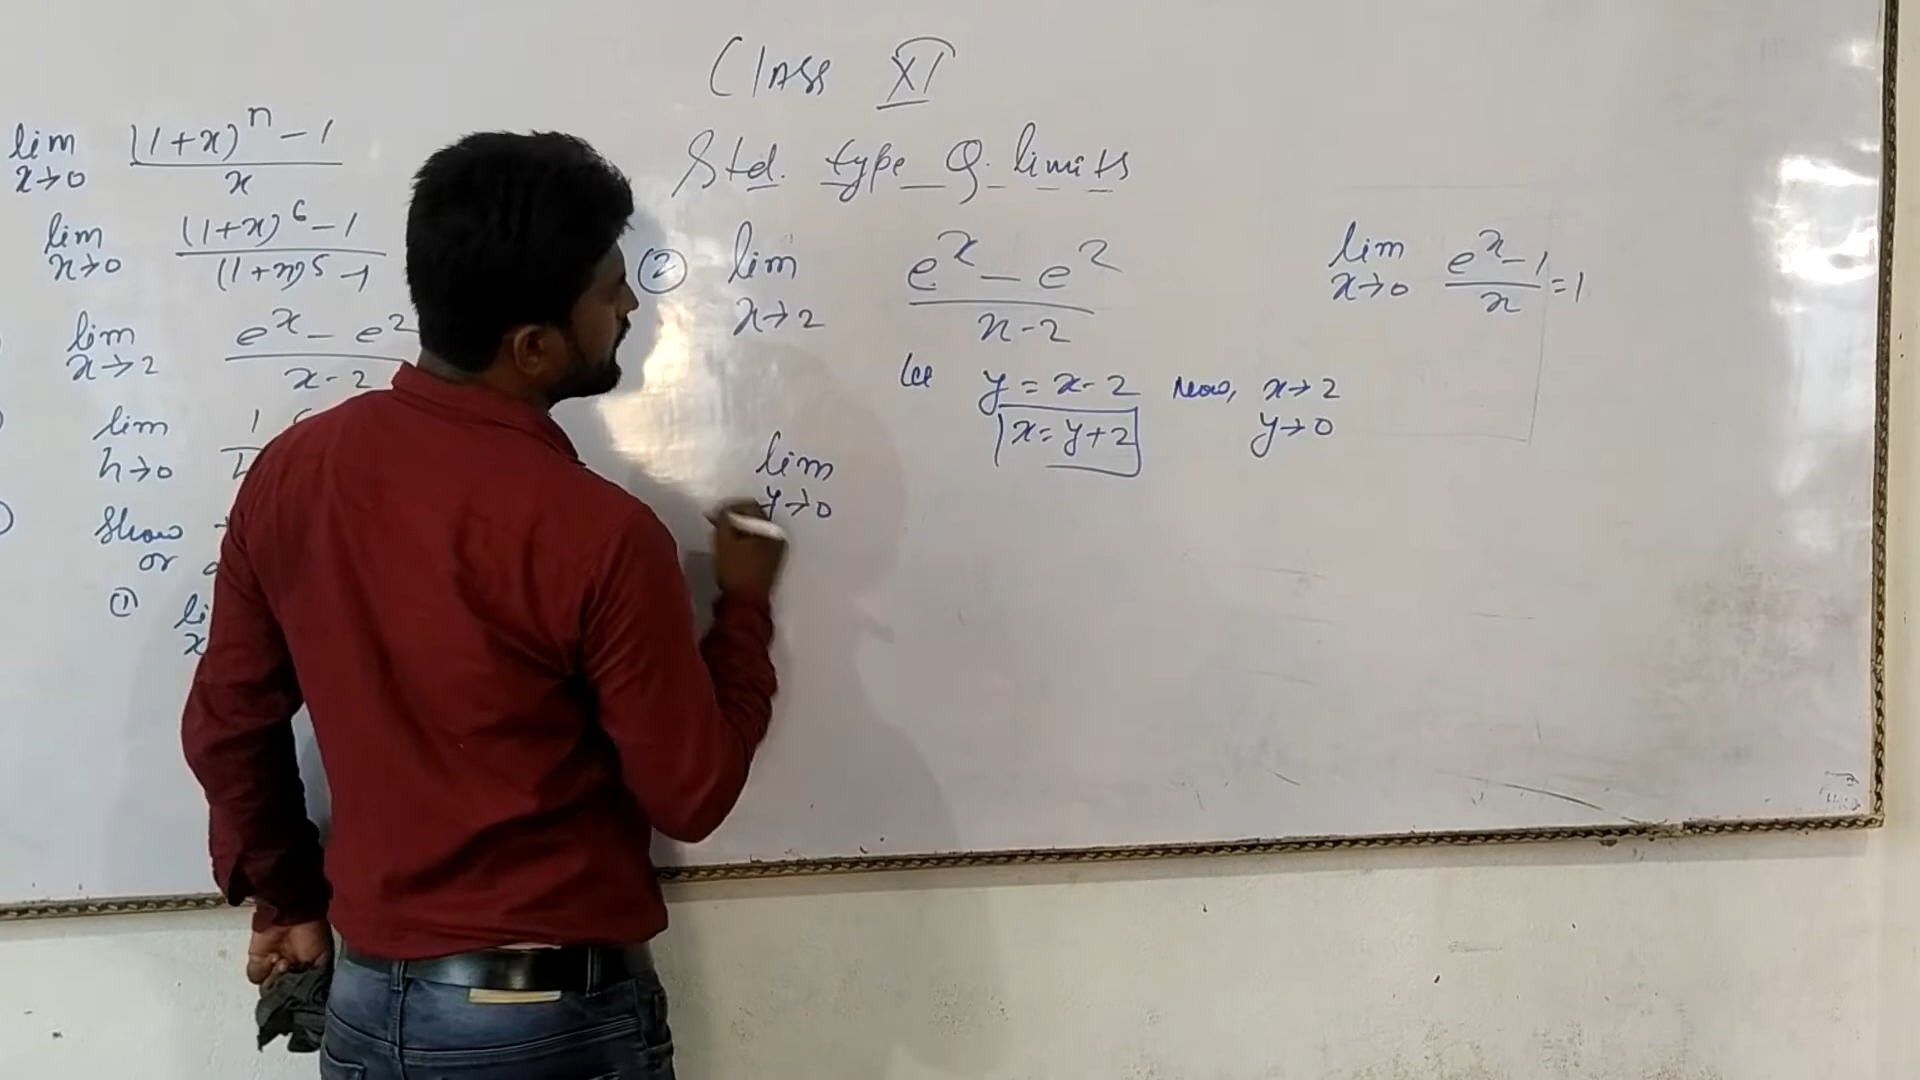 Class XI
Std. type Q. limits
lim x→0 (1+x)^n - 1 / x
lim x→0 (1+x)^6 - 1 / (1+x)^5 - 1
lim x→2 e^x - e^2 / x-2
lim h→0 1
Show
or
①
② lim x→2 e^x - e^2 / x-2
let y = x-2 Now, x→2
x = y+2 y→0
lim y→0
lim x→0 e^x - 1 / x = 1